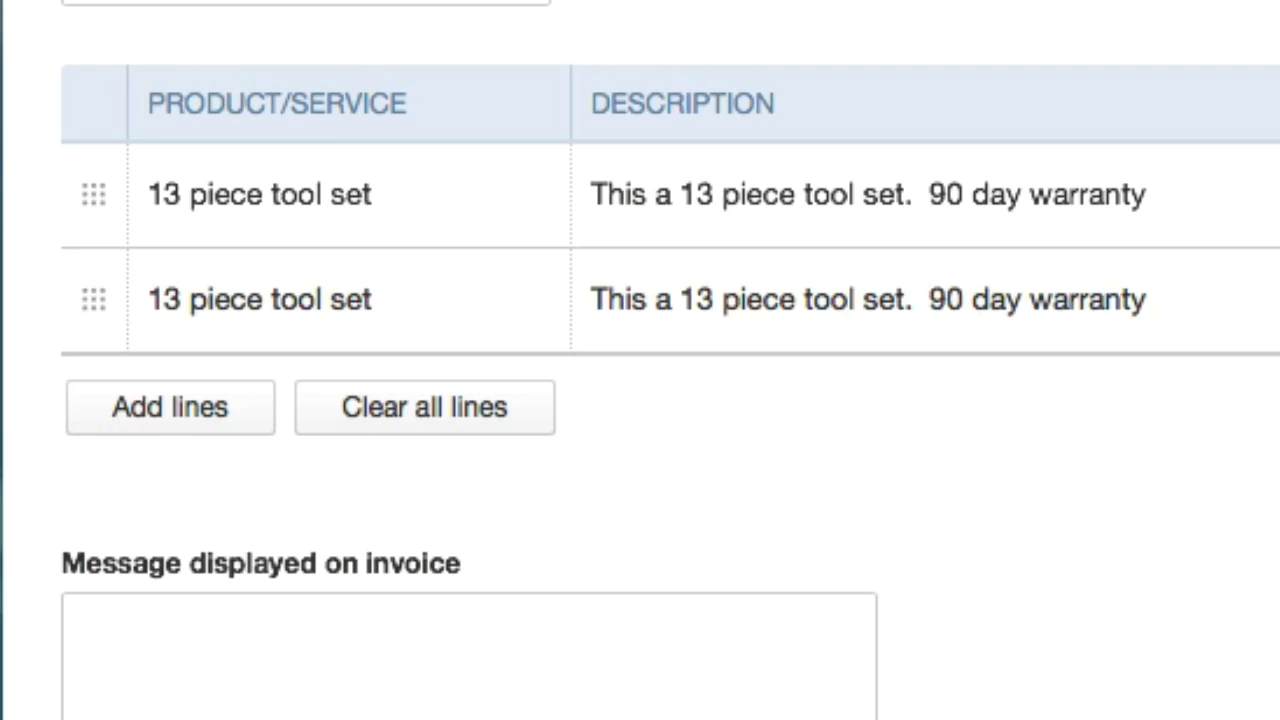 PRODUCT/SERVICE DESCRIPTION
13 piece tool set This a 13 piece tool set.  90 day warranty
13 piece tool set This a 13 piece tool set.  90 day warranty
Add lines Clear all lines
Message displayed on invoice